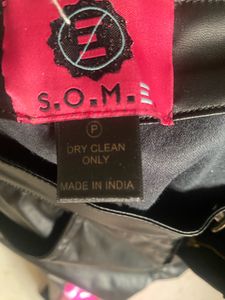 S.O.M.E
P
DRY CLEAN
ONLY
MADE IN INDIA